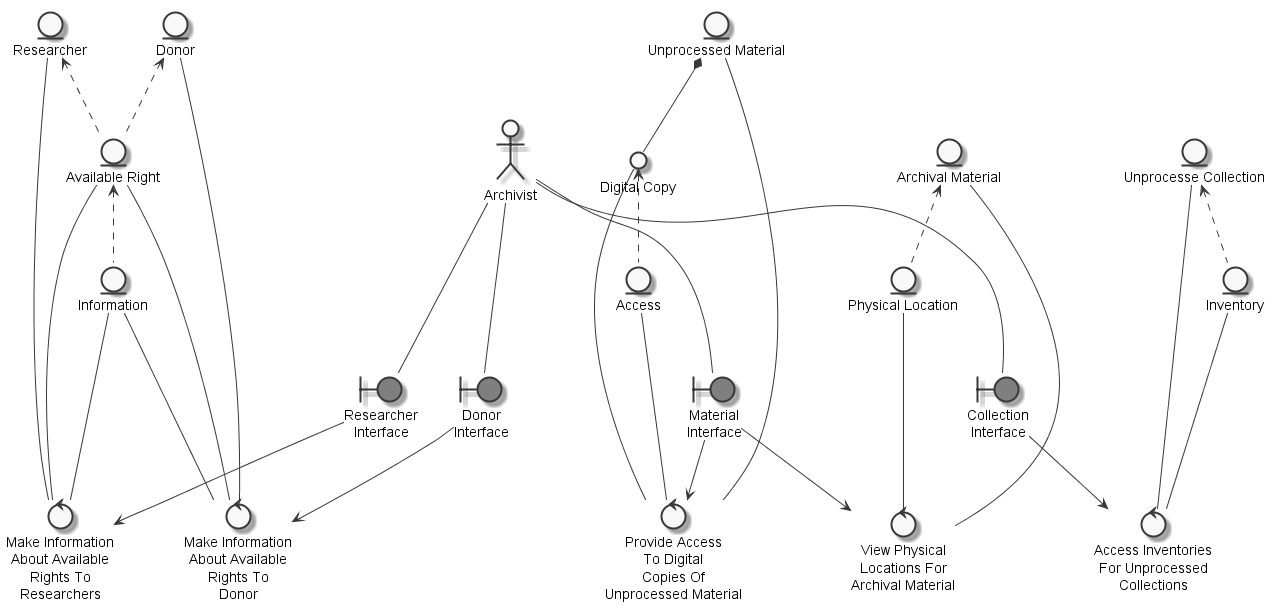 Researcher
Donor
Unprocessed Material
Available Right
Archivist
Digital Copy
Archival Material
Unprocesse Collection
Information
Access
Physical Location
Inventory
Researcher
Interface
Donor
Interface
Material
Interface
Collection
Interface
Make Information
About Available
Rights To
Researchers
Make Information
About Available
Rights To
Donor
Provide Access
To Digital
Copies Of
Unprocessed Material
View Physical
Locations For
Archival Material
Access Inventories
For Unprocessed
Collections